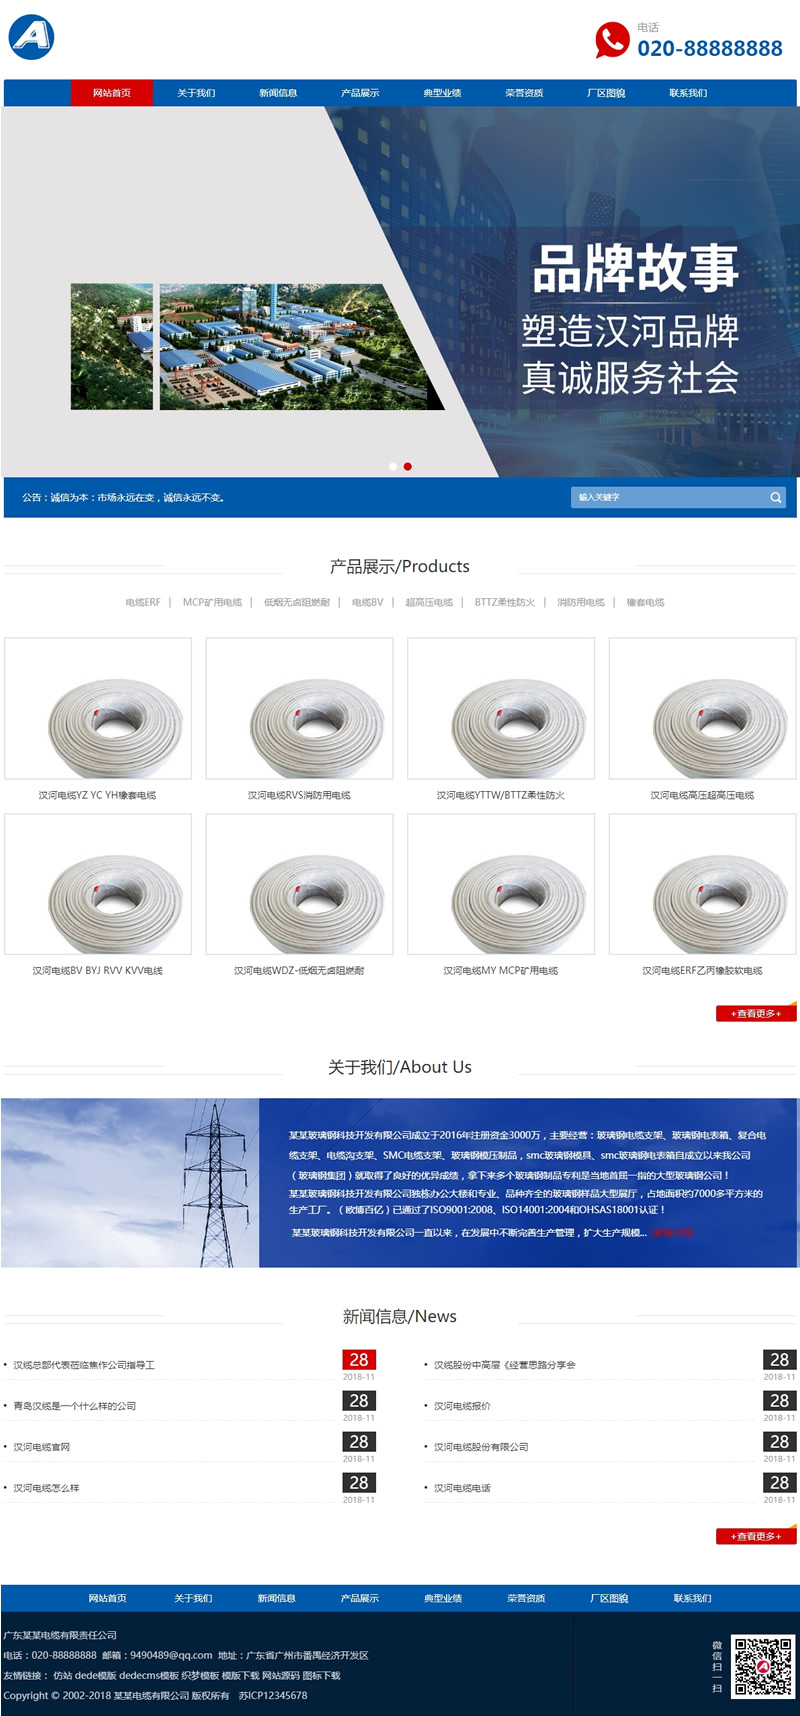 A
电话
020-88888888
网站首页 关于我们 新闻信息 产品展示 典型业绩 荣誉资质 厂区图貌 联系我们
品牌故事
塑造汉河品牌
真诚服务社会
公告：诚信为本：市场永远在变，诚信永远不变。
输入关键字
产品展示/Products
电缆ERF | MCP矿用电缆 | 低烟无卤阻燃耐 | 电缆BV | 超高压电缆 | BTTZ柔性防火 | 消防用电缆 | 橡套电缆
汉河电缆YZ YC YH橡套电缆 汉河电缆RVS消防用电缆 汉河电缆YTTW/BTTZ柔性防火 汉河电缆高压超高压电缆
汉河电缆BV BYJ RVV KVV电线 汉河电缆WDZ-低烟无卤阻燃耐 汉河电缆MY MCP矿用电缆 汉河电缆ERF乙丙橡胶软电缆
+查看更多+
关于我们/About Us
某某玻璃钢科技开发有限公司成立于2016年注册资金3000万，主要经营：玻璃钢电缆支架、玻璃钢电表箱、复合电
缆支架、电缆沟支架、SMC电缆支架、玻璃钢模压制品，smc玻璃钢模具、smc玻璃钢电表箱自成立以来我公司
（玻璃钢集团）就取得了良好的优异成绩，拿下来多个玻璃钢制品专利是当地首屈一指的大型玻璃钢公司！
某某玻璃钢科技开发有限公司独栋办公大楼和专业、品种齐全的玻璃钢样品大型展厅，占地面积约7000多平方米的
生产工厂。（欧博百亿）已通过了ISO9001:2008、ISO14001:2004和OHSAS18001认证！
某某玻璃钢科技开发有限公司一直以来，在发展中不断完善生产管理，扩大生产规模...
新闻信息/News
• 汉缆总部代表莅临焦作公司指导工 28
2018-11
• 汉缆股份中高层《经营思路分享会 28
2018-11
• 青岛汉缆是一个什么样的公司 28
2018-11
• 汉河电缆报价 28
2018-11
• 汉河电缆官网 28
2018-11
• 汉河电缆股份有限公司 28
2018-11
• 汉河电缆怎么样 28
2018-11
• 汉河电缆电话 28
2018-11
+查看更多+
网站首页 关于我们 新闻信息 产品展示 典型业绩 荣誉资质 厂区图貌 联系我们
广东某某电缆有限责任公司
电话：020-88888888 邮箱：9490489@qq.com 地址：广东省广州市番禺经济开发区
友情链接： 仿站 dede模版 dedecms模板 织梦模板 模版下载 网站源码 图标下载
Copyright © 2002-2018 某某电缆有限公司 版权所有 苏ICP12345678
微信扫一扫